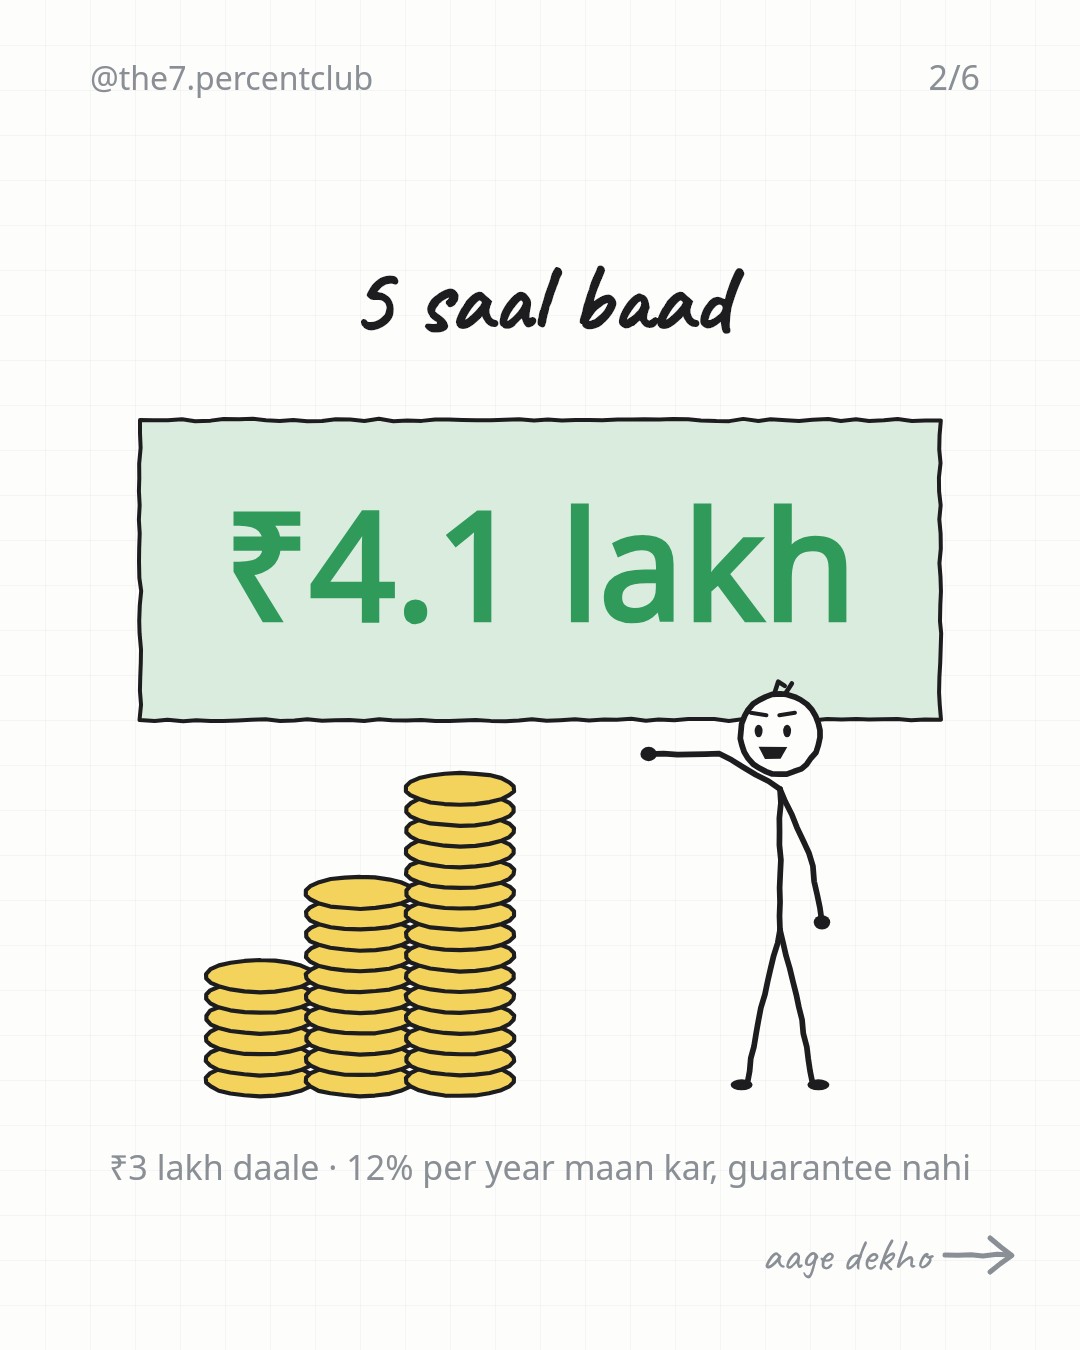 @the7.percentclub
2/6
5 saal baad
₹4.1 lakh
₹3 lakh daale · 12% per year maan kar, guarantee nahi
aage dekho